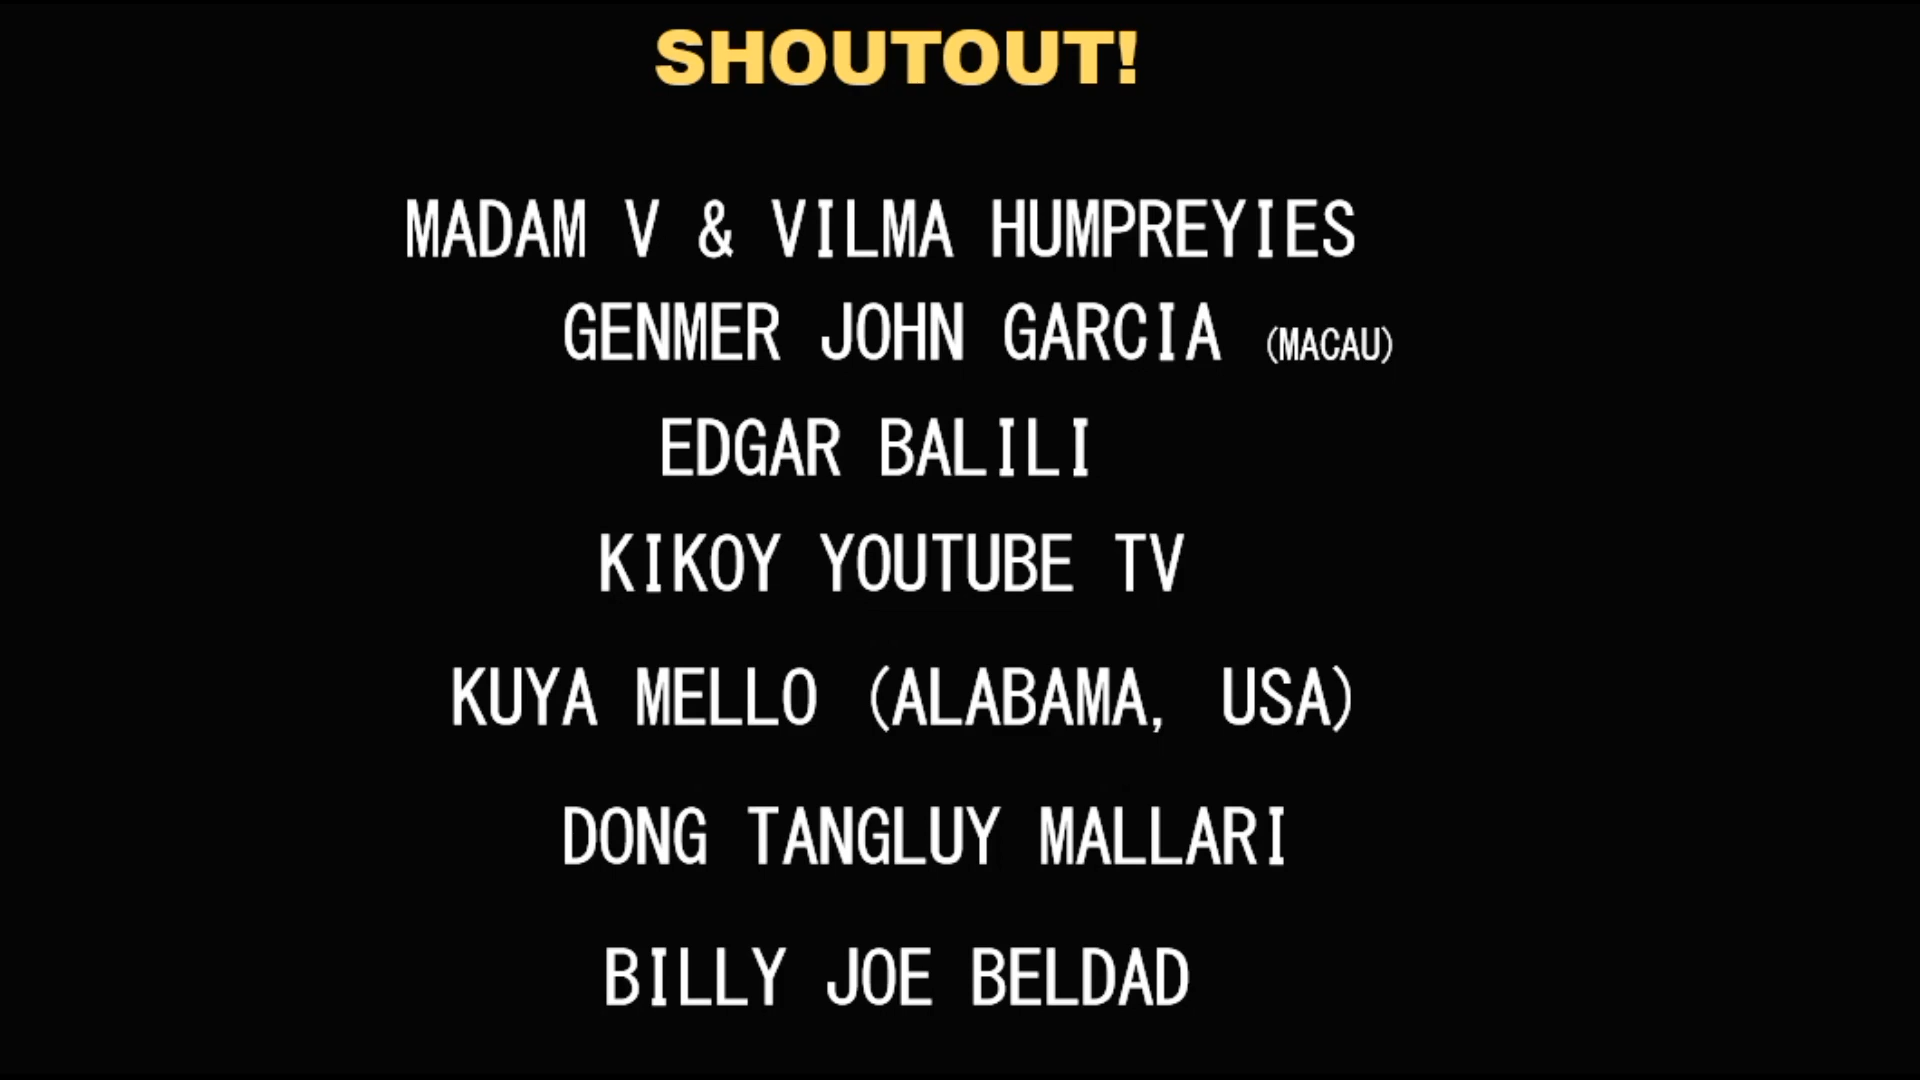 SHOUTOUT!
MADAM V & VILMA HUMPREYIES
GENMER JOHN GARCIA (MACAU)
EDGAR BALILI
KIKOY YOUTUBE TV
KUYA MELLO (ALABAMA, USA)
DONG TANGLUY MALLARI
BILLY JOE BELDAD